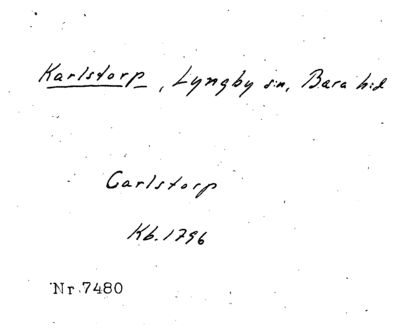 Karlstorp, Lyngby sn, Bara hd
Carlstorp
Kb. 1796
Nr 7480